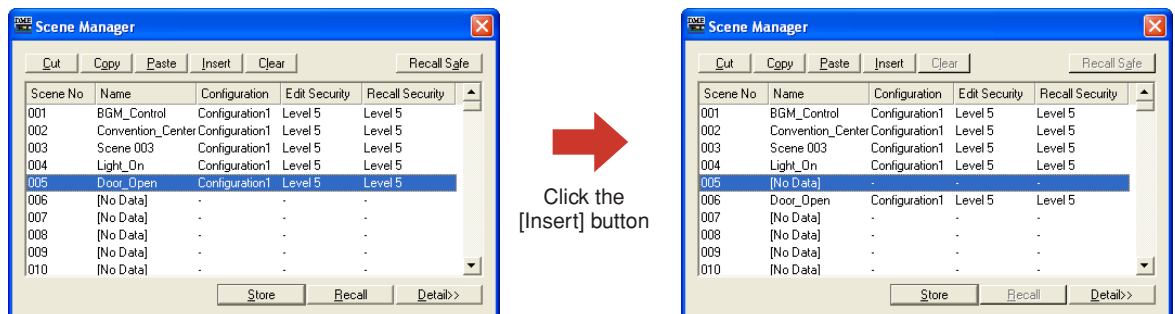 DME Scene Manager
Cut Copy Paste Insert Clear Recall Safe
Scene No Name Configuration Edit Security Recall Security
001 BGM_Control Configuration1 Level 5 Level 5
002 Convention_Center Configuration1 Level 5 Level 5
003 Scene 003 Configuration1 Level 5 Level 5
004 Light_On Configuration1 Level 5 Level 5
005 Door_Open Configuration1 Level 5 Level 5
006 [No Data] - - -
007 [No Data] - - -
008 [No Data] - - -
009 [No Data] - - -
010 [No Data] - - -
Store Recall Detail>>
Click the
[Insert] button
DME Scene Manager
Cut Copy Paste Insert Clear Recall Safe
Scene No Name Configuration Edit Security Recall Security
001 BGM_Control Configuration1 Level 5 Level 5
002 Convention_Center Configuration1 Level 5 Level 5
003 Scene 003 Configuration1 Level 5 Level 5
004 Light_On Configuration1 Level 5 Level 5
005 [No Data] - - -
006 Door_Open Configuration1 Level 5 Level 5
007 [No Data] - - -
008 [No Data] - - -
009 [No Data] - - -
010 [No Data] - - -
Store Recall Detail>>